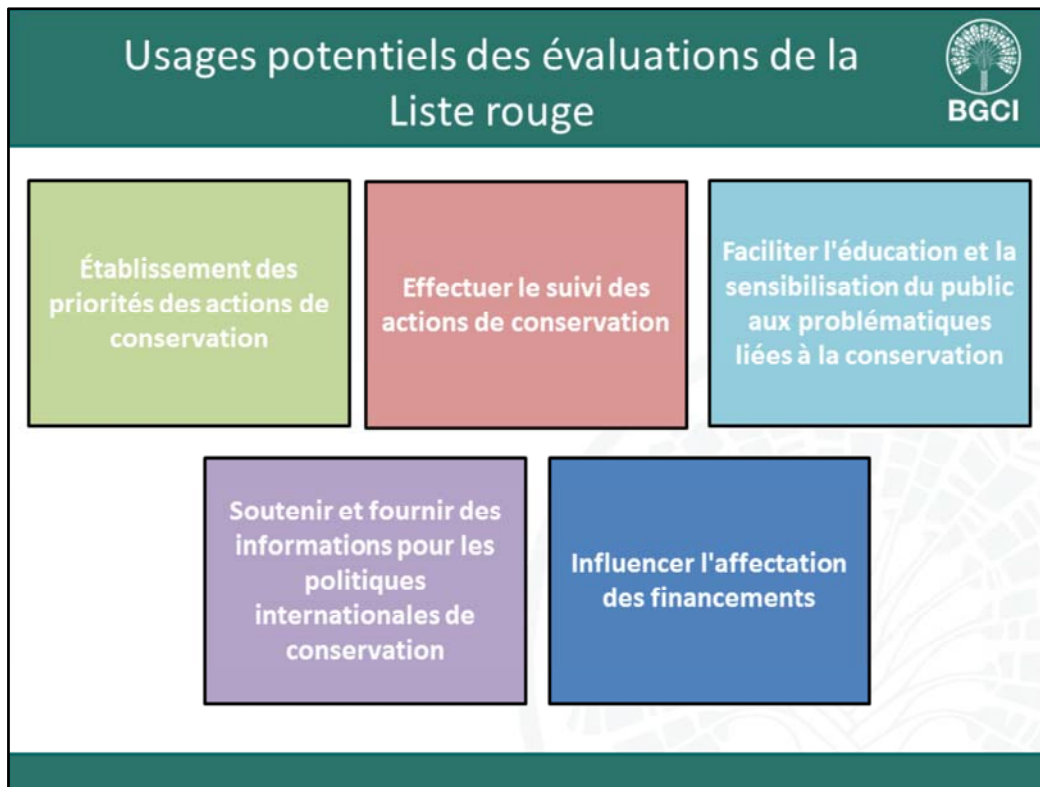 Usages potentiels des évaluations de la
Liste rouge
BGCI
Établissement des
priorités des actions de
conservation
Effectuer le suivi des
actions de conservation
Faciliter l'éducation et la
sensibilisation du public
aux problématiques
liées à la conservation
Soutenir et fournir des
informations pour les
politiques
internationales de
conservation
Influencer l'affectation
des financements